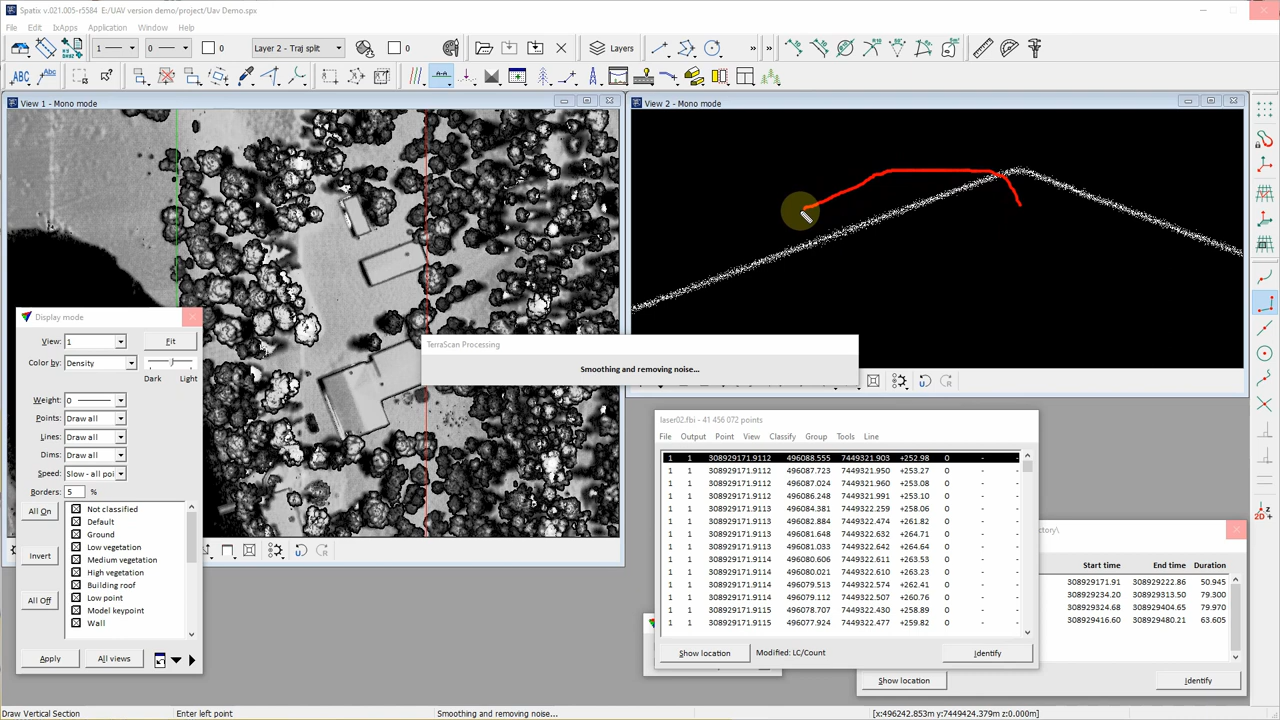 Spatix v.021.005-r5584 E:/UAV version demo/project/Uav Demo.spx
File Edit IxApps Application Window Help
1 0 0 Layer 2 - Traj split 0 Layers
ABC Abc
View 1 - Mono mode
View 2 - Mono mode
Display mode
View: 1 Fit
Color by: Density
Dark Light
Weight: 0
Points: Draw all
Lines: Draw all
Dims: Draw all
Speed: Slow - all poi
Borders: 5 %
All On
Invert
All Off
Not classified
Default
Ground
Low vegetation
Medium vegetation
High vegetation
Building roof
Low point
Model keypoint
Wall
Apply All views
TerraScan Processing
Smoothing and removing noise...
laser02.fbi - 41 456 072 points
File Output Point View Classify Group Tools Line
1 1 308929171.9112 496088.555 7449321.903 +252.98 0 - -
1 1 308929171.9112 496087.723 7449321.950 +253.27 0 - -
1 1 308929171.9112 496087.024 7449321.960 +253.08 0 - -
1 1 308929171.9112 496086.248 7449321.991 +253.10 0 - -
1 1 308929171.9113 496084.381 7449322.259 +258.06 0 - -
1 1 308929171.9113 496082.884 7449322.474 +261.82 0 - -
1 1 308929171.9113 496081.648 7449322.632 +264.71 0 - -
1 1 308929171.9113 496081.033 7449322.642 +264.64 0 - -
1 1 308929171.9114 496080.606 7449322.611 +263.53 0 - -
1 1 308929171.9114 496080.021 7449322.610 +263.23 0 - -
1 1 308929171.9114 496079.513 7449322.574 +262.41 0 - -
1 1 308929171.9114 496079.112 7449322.507 +260.76 0 - -
1 1 308929171.9115 496078.707 7449322.430 +258.89 0 - -
1 1 308929171.9115 496077.924 7449322.477 +259.82 0 - -
Show location Modified: LC/Count Identify
ctory\
Start time End time Duration
308929171.91 308929222.86 50.945
308929234.20 308929313.50 79.300
308929324.68 308929404.65 79.970
308929416.60 308929480.21 63.605
Show location Identify
Draw Vertical Section Enter left point Smoothing and removing noise... [x:496242.853m y:7449424.379m z:0.000m]